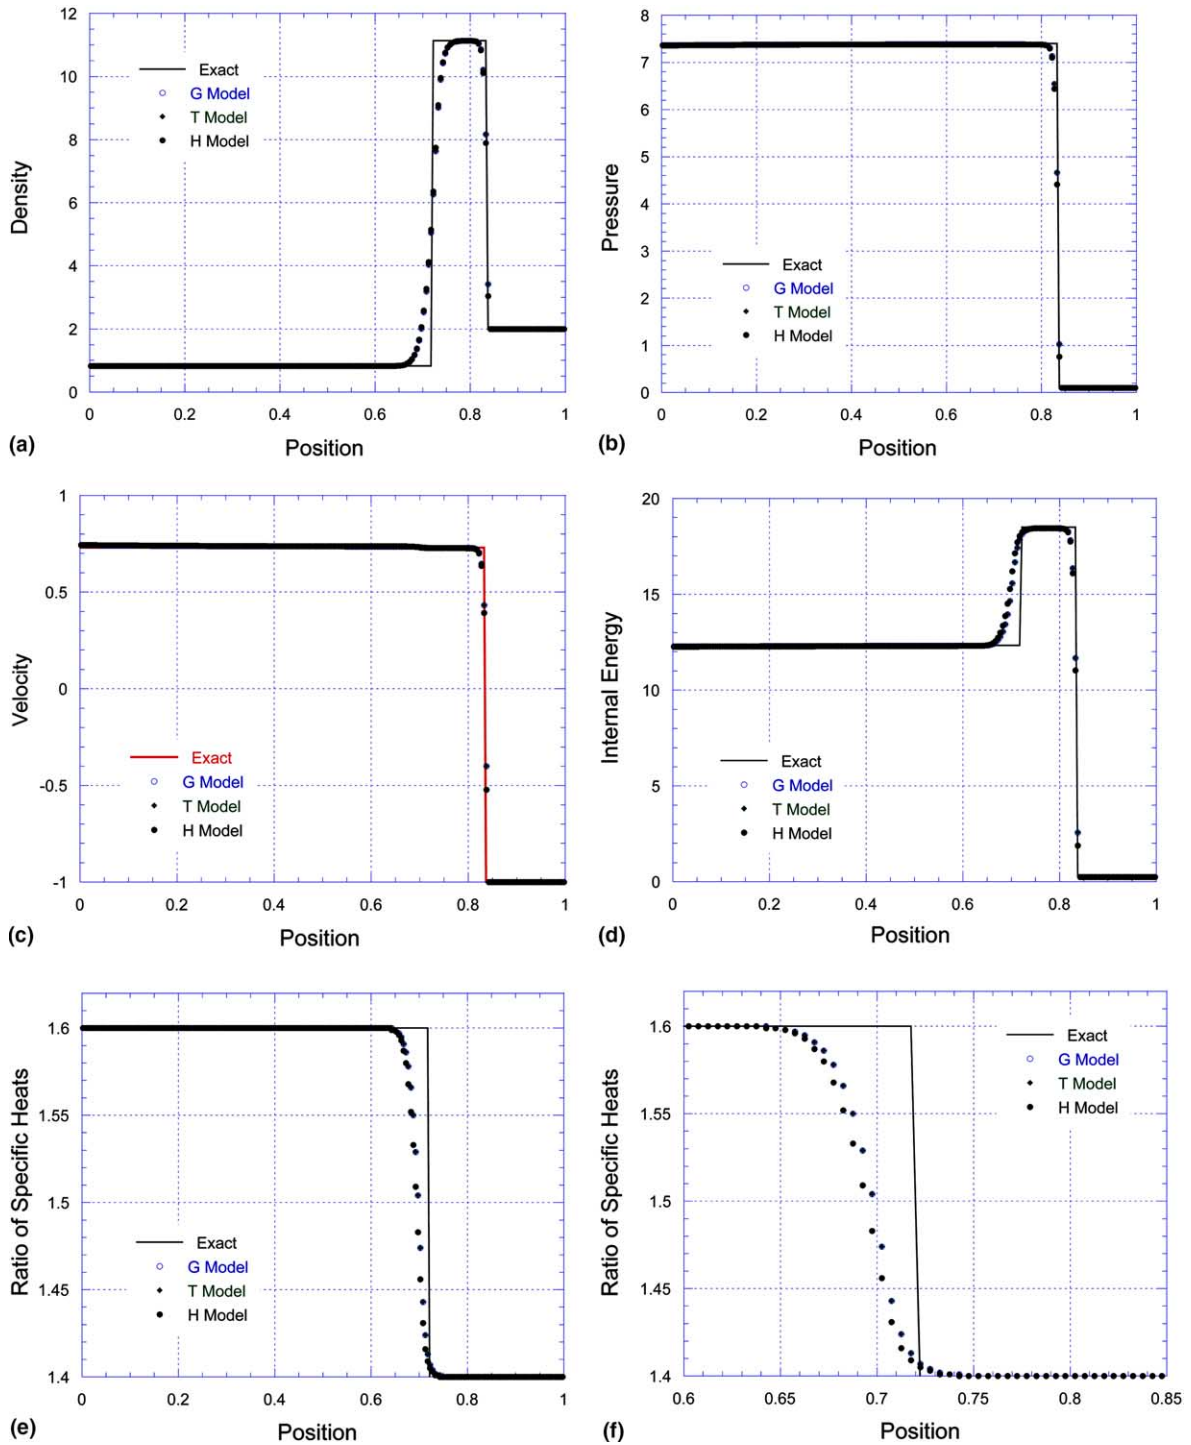 12
10
8
6
4
2
0
Density
Exact
G Model
T Model
H Model
0 0.2 0.4 0.6 0.8 1
Position
(a)
8
7
6
5
4
3
2
1
0
Pressure
Exact
G Model
T Model
H Model
0 0.2 0.4 0.6 0.8 1
Position
(b)
1
0.5
0
-0.5
-1
Velocity
Exact
G Model
T Model
H Model
0 0.2 0.4 0.6 0.8 1
Position
(c)
20
18
15
12
10
5
2
0
Internal Energy
Exact
G Model
T Model
H Model
0 0.2 0.4 0.6 0.8 1
Position
(d)
1.6
1.55
1.5
1.45
1.4
Ratio of Specific Heats
Exact
G Model
T Model
H Model
0 0.2 0.4 0.6 0.8 1
Position
(e)
1.6
1.55
1.5
1.45
1.4
Ratio of Specific Heats
Exact
G Model
T Model
H Model
0.6 0.65 0.7 0.75 0.8 0.85
Position
(f)